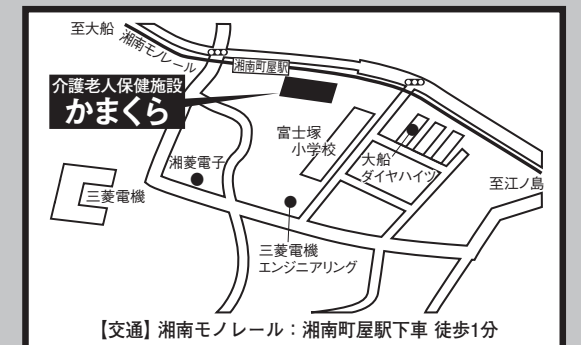 至大船
湘南モノレール
湘南町屋駅
介護老人保健施設
かまくら
富士塚
小学校
大船
ダイヤハイツ
湘菱電子
至江ノ島
三菱電機
三菱電機
エンジニアリング
【交通】湘南モノレール：湘南町屋駅下車 徒歩1分